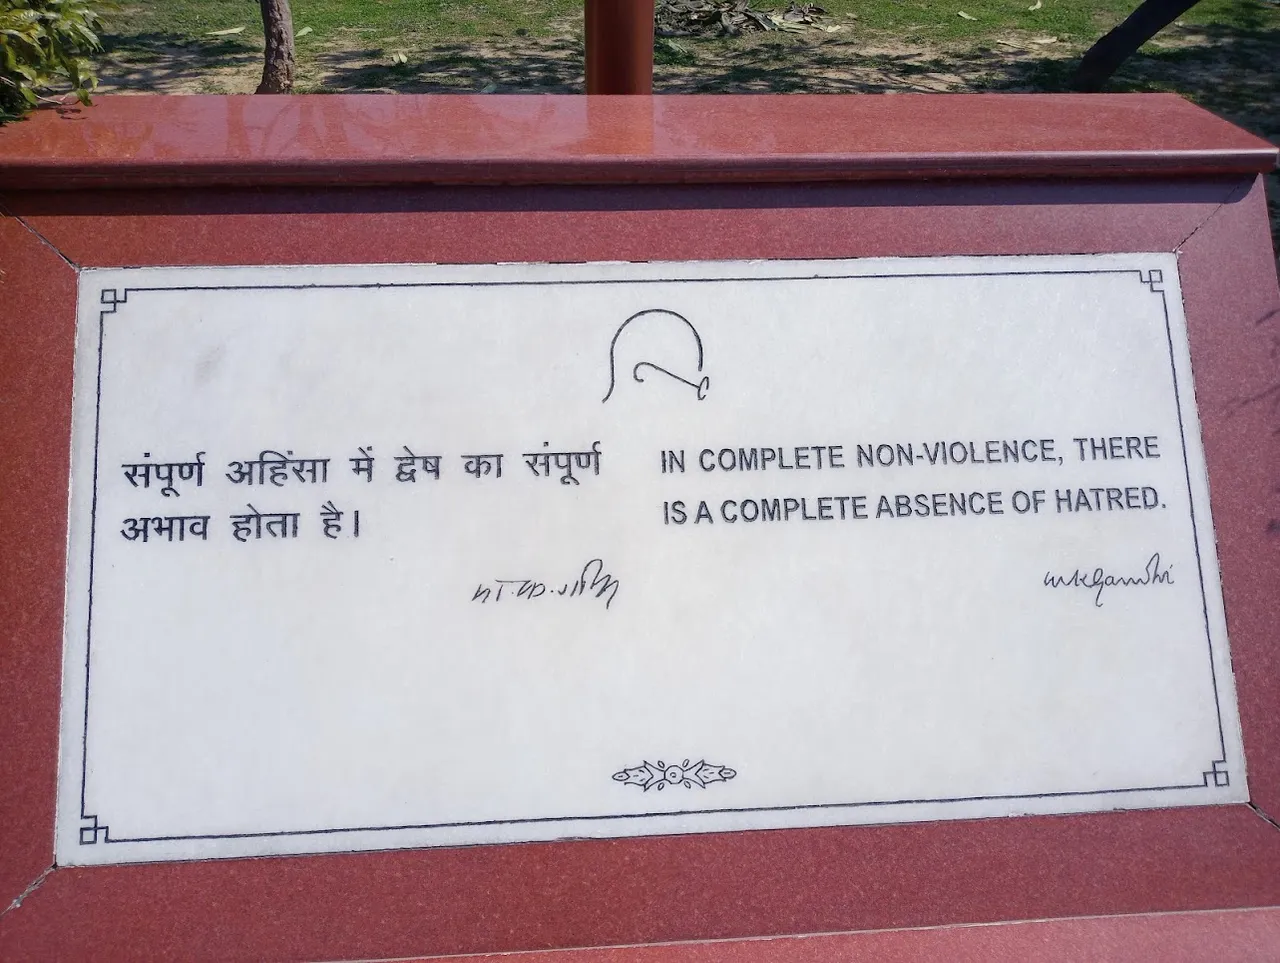 संपूर्ण अहिंसा में द्वेष का संपूर्ण
अभाव होता है।
मो.क.गांधी
IN COMPLETE NON-VIOLENCE, THERE
IS A COMPLETE ABSENCE OF HATRED.
mkgandhi